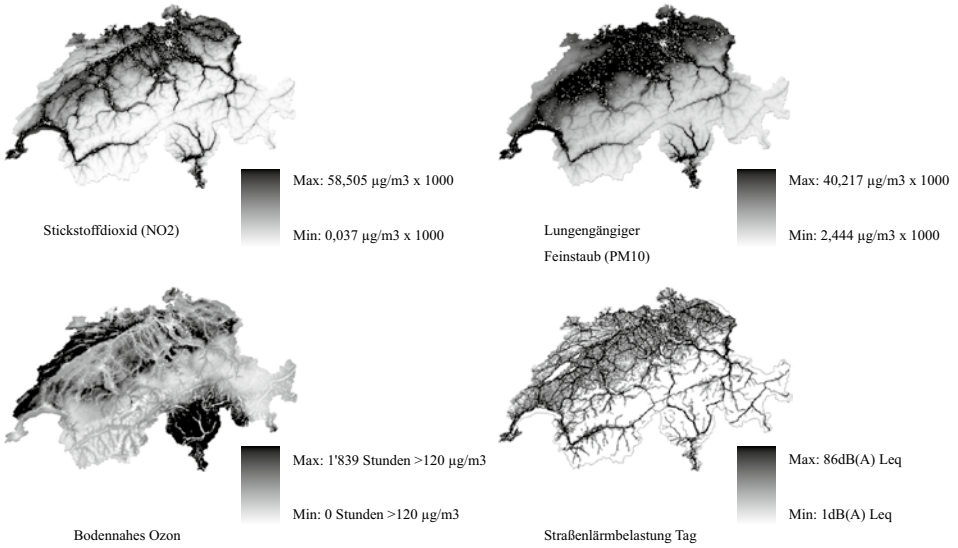 Max: 58,505 µg/m3 x 1000
Min: 0,037 µg/m3 x 1000
Stickstoffdioxid (NO2)
Max: 40,217 µg/m3 x 1000
Min: 2,444 µg/m3 x 1000
Lungengängiger
Feinstaub (PM10)
Max: 1'839 Stunden >120 µg/m3
Min: 0 Stunden >120 µg/m3
Bodennahes Ozon
Max: 86dB(A) Leq
Min: 1dB(A) Leq
Straßenlärmbelastung Tag